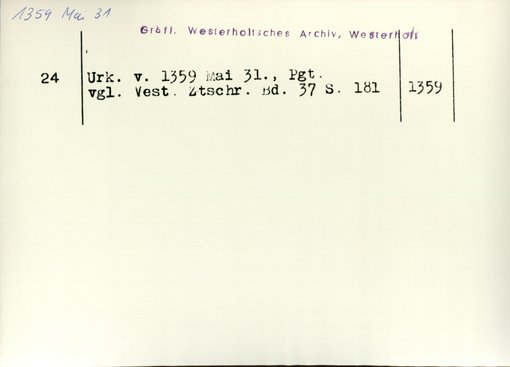 1359 Mai 31
Gräfl. Westerholtsches Archiv, Westerholt
24 Urk. v. 1359 Mai 31., Pgt.
vgl. Vest. Ztschr. Bd. 37 S. 181 1359